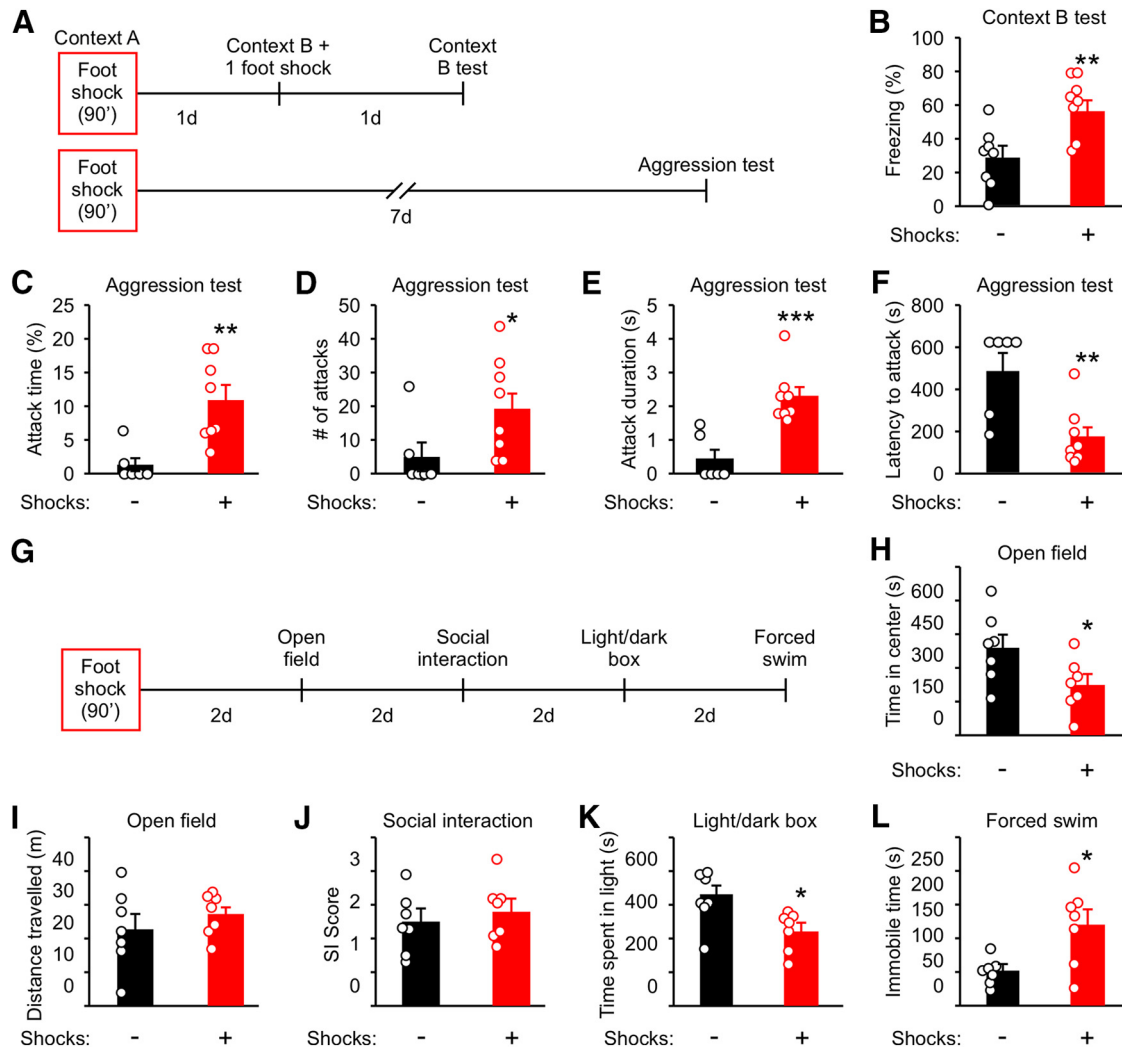 A
Context A
Foot
shock
(90')
1d
Context B +
1 foot shock
1d
Context
B test
Foot
shock
(90')
7d
Aggression test
B
Context B test
Freezing (%)
100
80
60
40
20
0
**
Shocks: - +
C
Aggression test
Attack time (%)
25
20
15
10
5
0
**
Shocks: - +
D
Aggression test
# of attacks
50
40
30
20
10
0
*
Shocks: - +
E
Aggression test
Attack duration (s)
5
4
3
2
1
0
***
Shocks: - +
F
Aggression test
Latency to attack (s)
800
600
400
200
0
**
Shocks: - +
G
Foot
shock
(90')
2d
Open
field
2d
Social
interaction
2d
Light/dark
box
2d
Forced
swim
H
Open field
Time in center (s)
600
450
300
150
0
*
Shocks: - +
I
Open field
Distance travelled (m)
40
30
20
10
0
Shocks: - +
J
Social interaction
SI Score
3
2
1
0
Shocks: - +
K
Light/dark box
Time spent in light (s)
600
400
200
0
*
Shocks: - +
L
Forced swim
Immobile time (s)
250
200
150
100
50
0
*
Shocks: - +